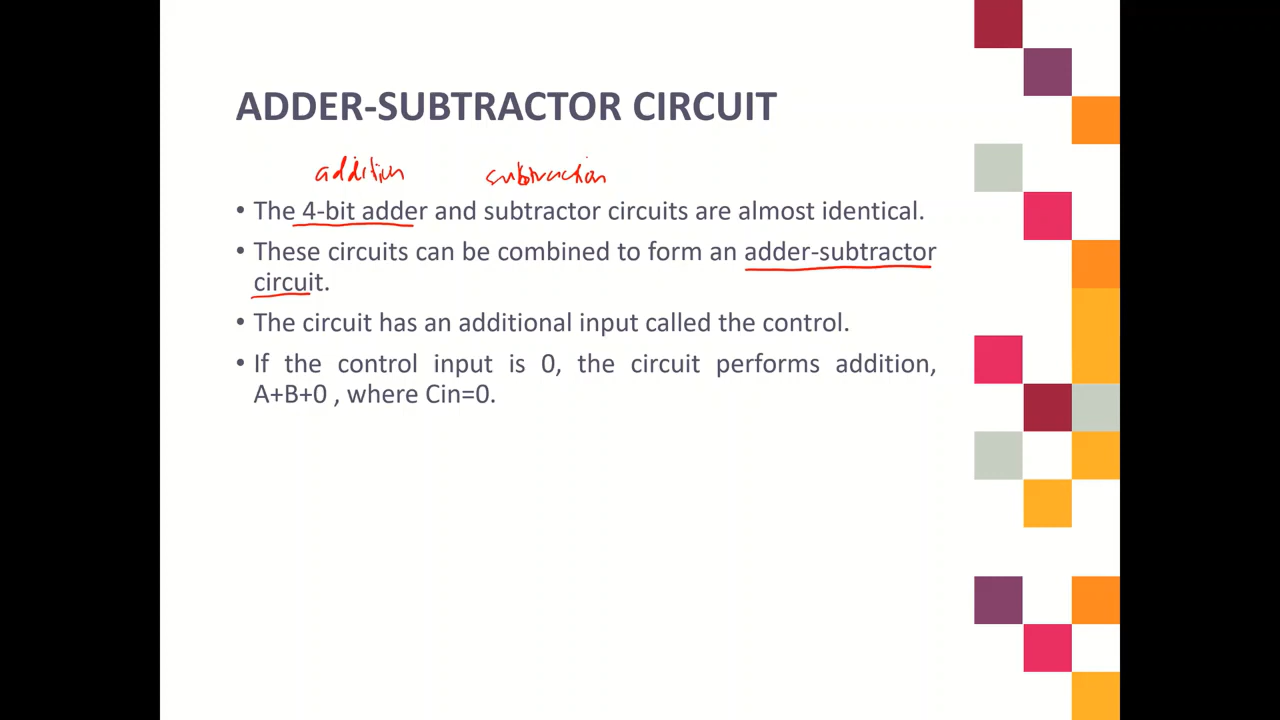 ADDER-SUBTRACTOR CIRCUIT
addition subtraction
• The 4-bit adder and subtractor circuits are almost identical.
• These circuits can be combined to form an adder-subtractor
circuit.
• The circuit has an additional input called the control.
• If the control input is 0, the circuit performs addition,
A+B+0 , where Cin=0.